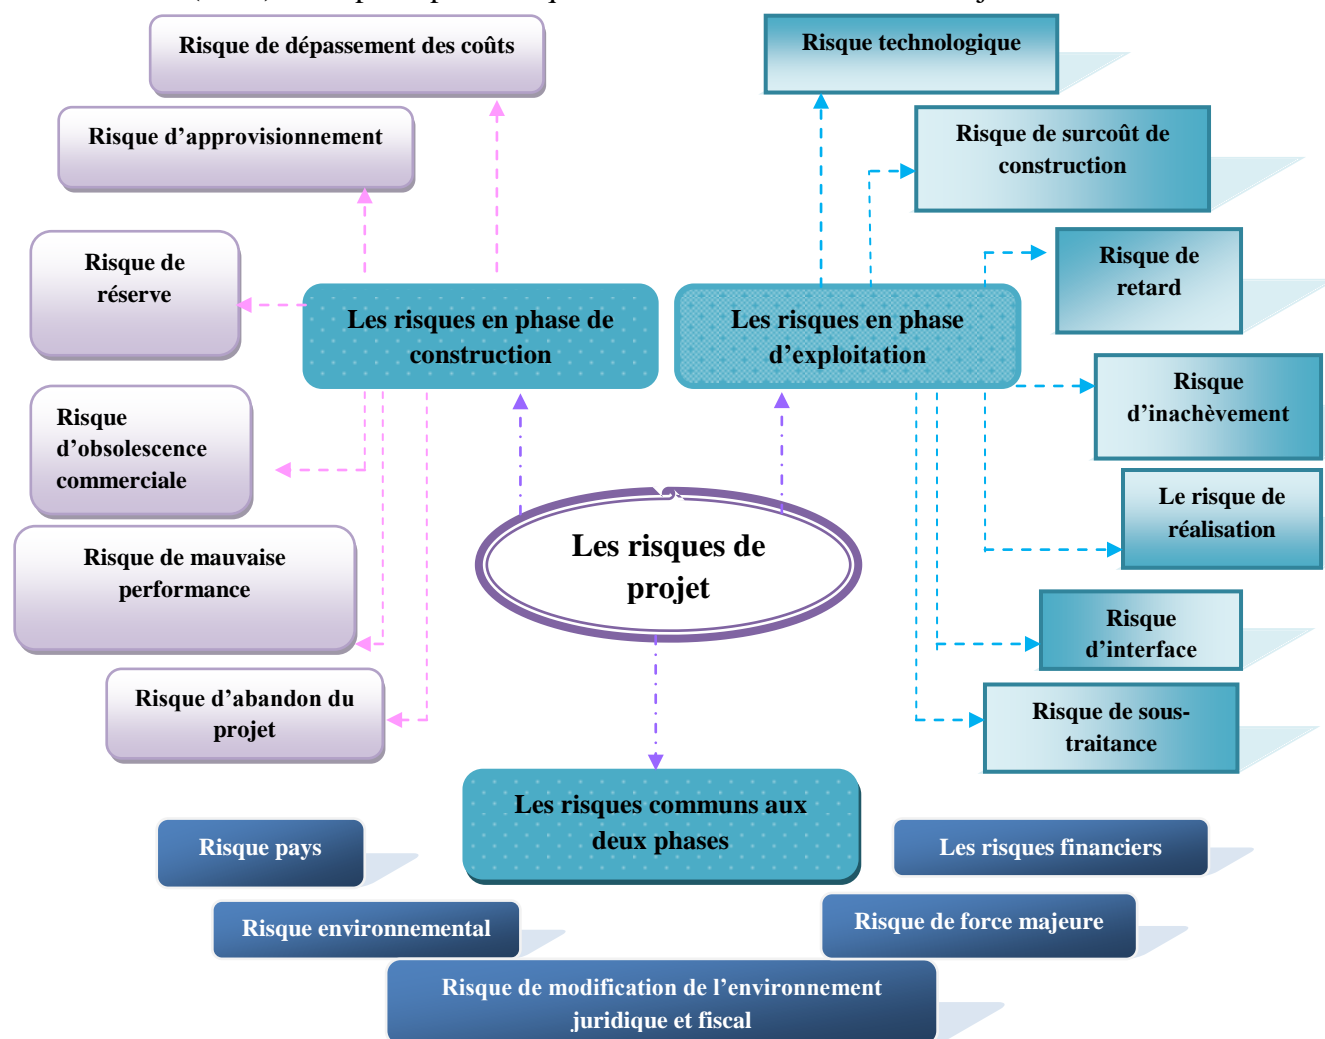 Risque de dépassement des coûts
Risque technologique
Risque d’approvisionnement
Risque de surcoût de
construction
Risque de
réserve
Risque de
retard
Les risques en phase de
construction
Les risques en phase
d’exploitation
Risque
d’inachèvement
Risque
d’obsolescence
commerciale
Le risque de
réalisation
Les risques de
projet
Risque de mauvaise
performance
Risque
d’interface
Risque d’abandon du
projet
Risque de sous-
traitance
Les risques communs aux
deux phases
Risque pays
Les risques financiers
Risque environnemental
Risque de force majeure
Risque de modification de l’environnement
juridique et fiscal